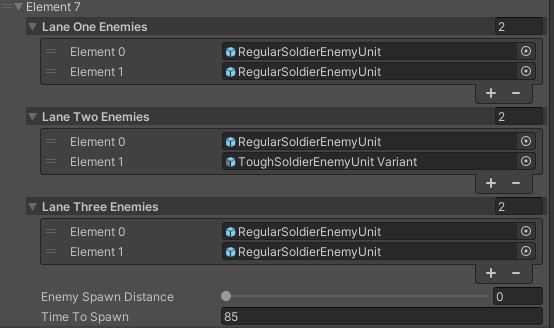 Element 7
Lane One Enemies 2
Element 0 RegularSoldierEnemyUnit
Element 1 RegularSoldierEnemyUnit
+ −
Lane Two Enemies 2
Element 0 RegularSoldierEnemyUnit
Element 1 ToughSoldierEnemyUnit Variant
+ −
Lane Three Enemies 2
Element 0 RegularSoldierEnemyUnit
Element 1 RegularSoldierEnemyUnit
+ −
Enemy Spawn Distance 0
Time To Spawn 85